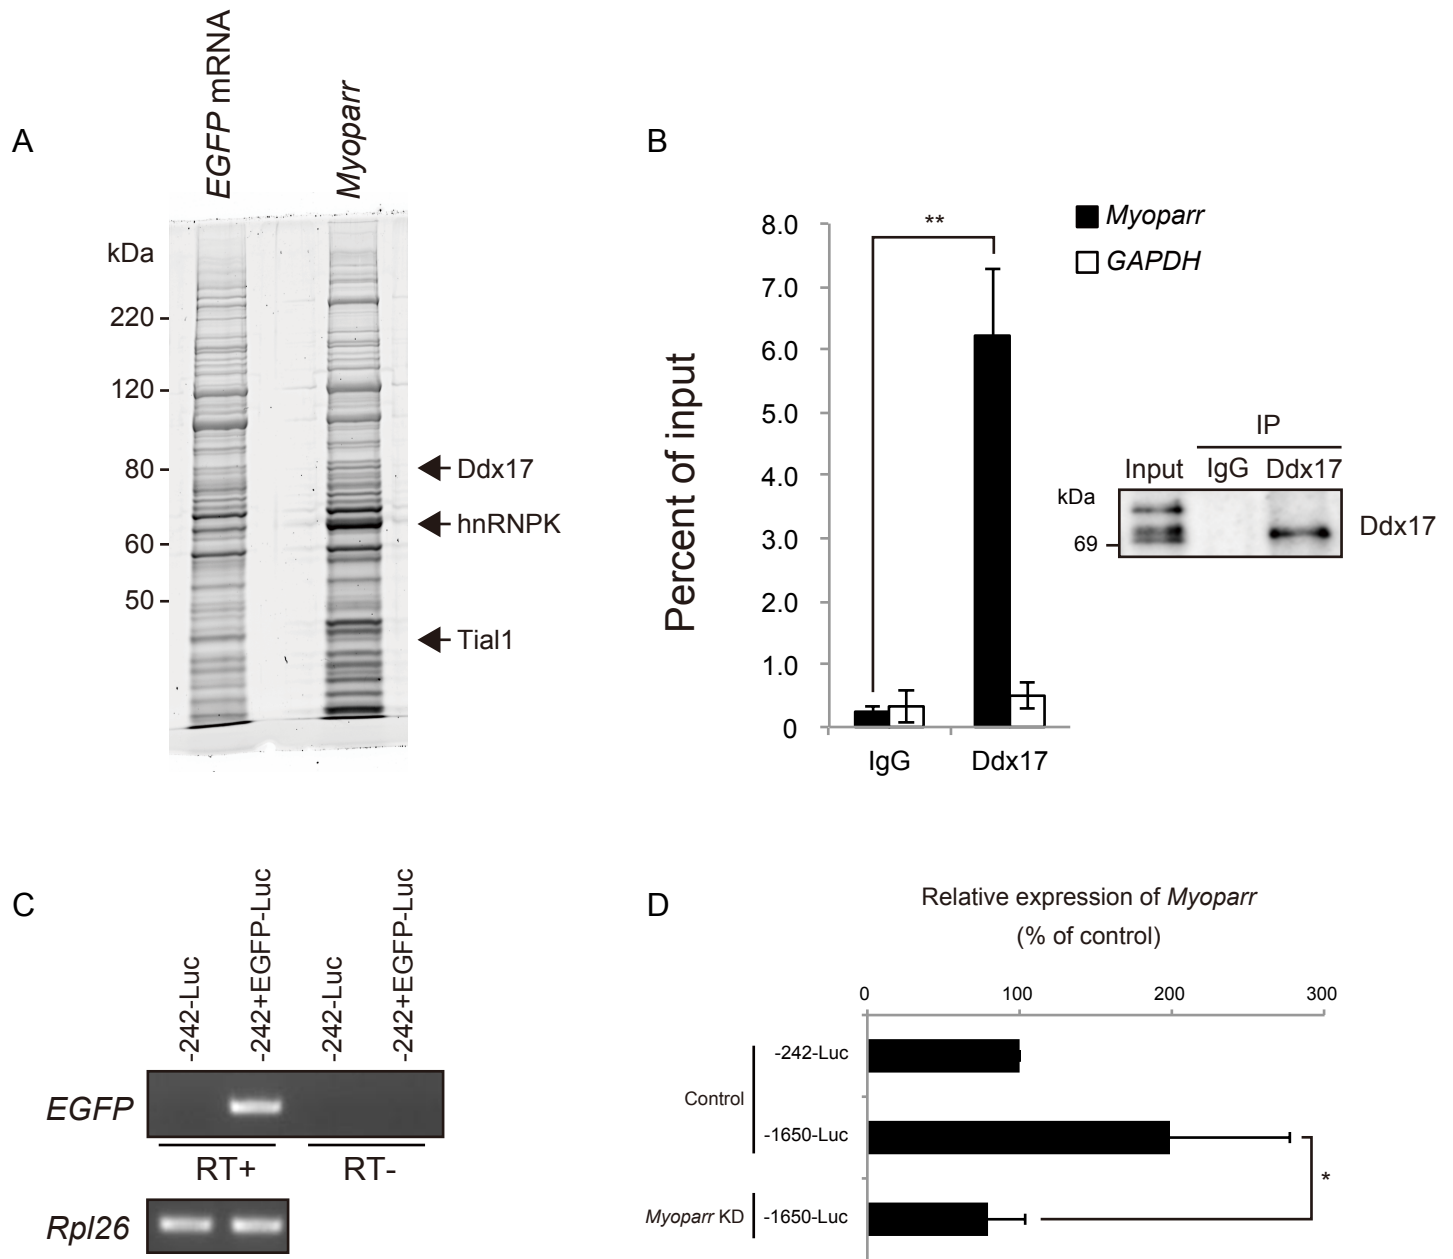 A
EGFP mRNA
Myoparr
kDa
220
120
80
60
50
Ddx17
hnRNPK
Tial1
B
Percent of input
8.0
7.0
6.0
5.0
4.0
3.0
2.0
1.0
0
**
Myoparr
GAPDH
IgG
Ddx17
IP
Input IgG Ddx17
kDa
69
Ddx17
C
-242-Luc
-242+EGFP-Luc
-242-Luc
-242+EGFP-Luc
EGFP
RT+ RT-
Rpl26
D
Relative expression of Myoparr
(% of control)
0 100 200 300
Control
-242-Luc
-1650-Luc
Myoparr KD
-1650-Luc
*